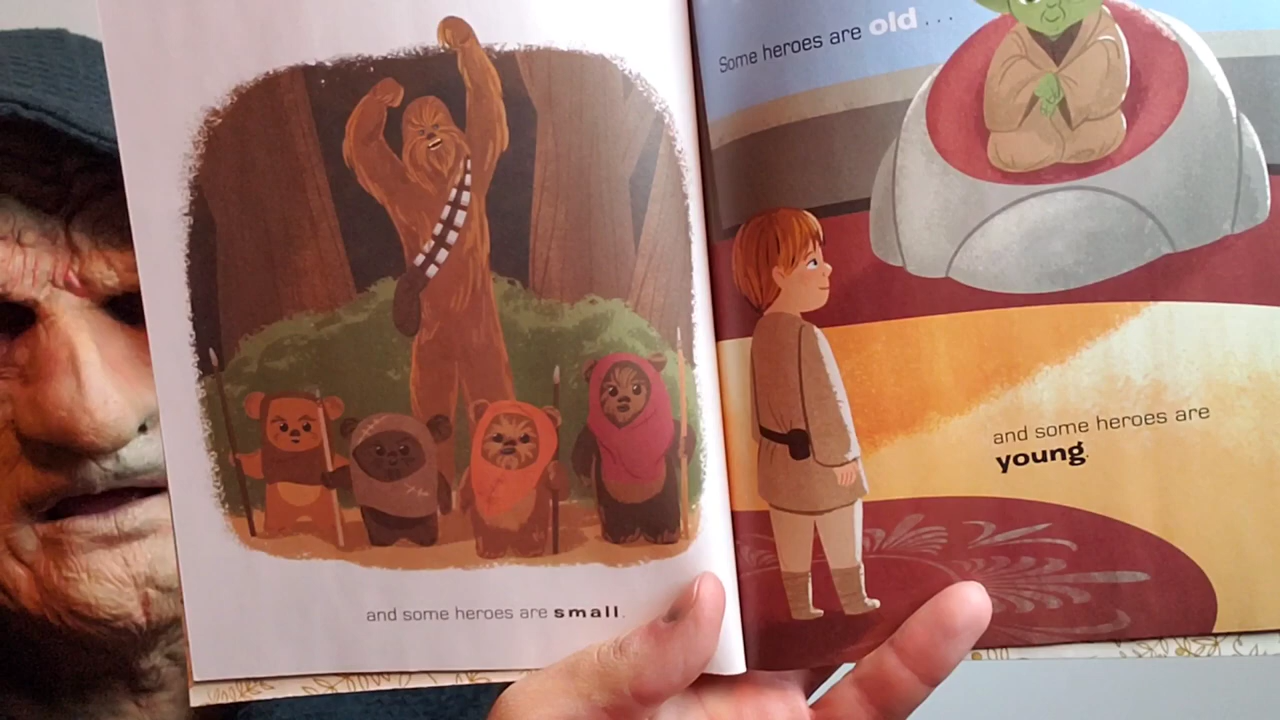 and some heroes are small.
Some heroes are old . . .
and some heroes are
young.